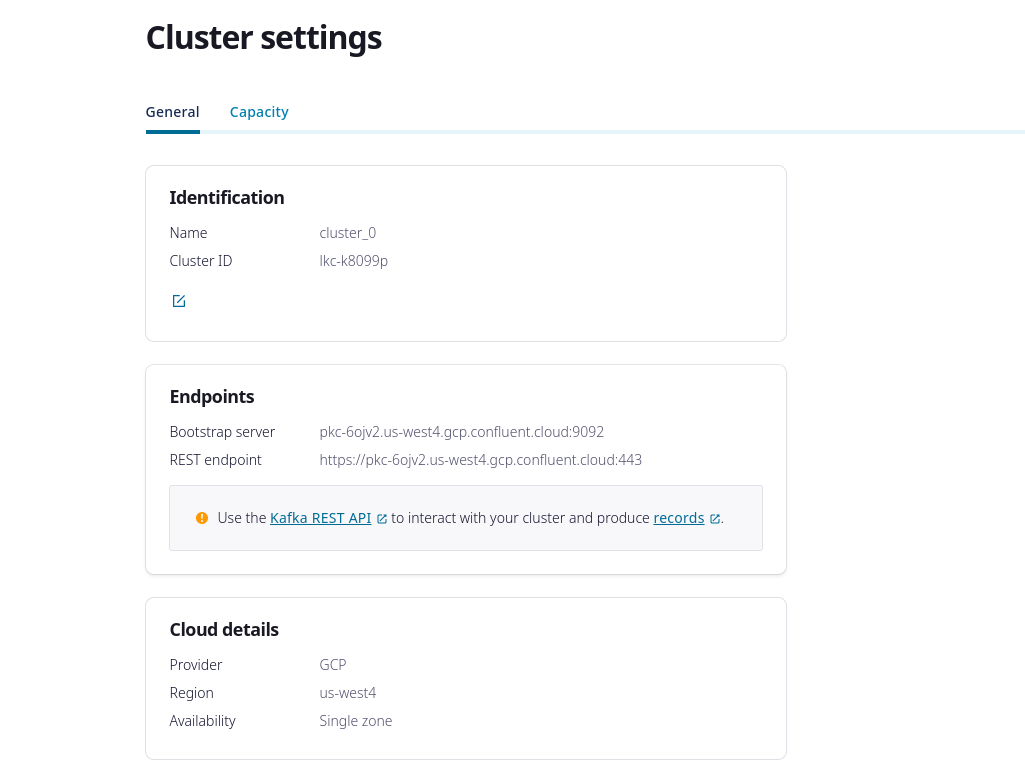 Cluster settings
General Capacity
Identification
Name cluster_0
Cluster ID lkc-k8099p
Endpoints
Bootstrap server pkc-6ojv2.us-west4.gcp.confluent.cloud:9092
REST endpoint https://pkc-6ojv2.us-west4.gcp.confluent.cloud:443
Use the Kafka REST API to interact with your cluster and produce records .
Cloud details
Provider GCP
Region us-west4
Availability Single zone